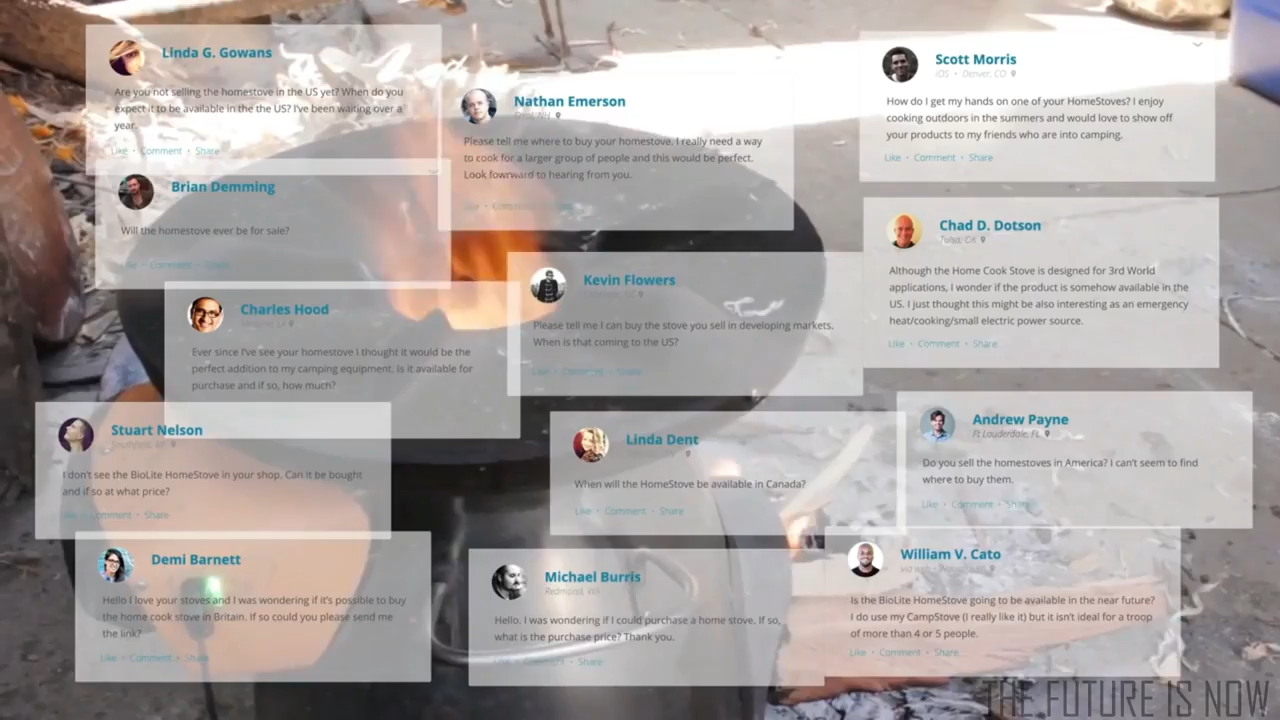 Linda G. Gowans
Are you not selling the homestove in the US yet? When do you
expect it to be available in the the US? I've been waiting over a
year.
Like • Comment • Share
Nathan Emerson
Please tell me where to buy your homestove. I really need a way
to cook for a larger group of people and this would be perfect.
Look fowrward to hearing from you.
Like
Scott Morris
iOS • Denver, CO
How do I get my hands on one of your HomeStoves? I enjoy
cooking outdoors in the summers and would love to show off
your products to my friends who are into camping.
Like • Comment • Share
Brian Demming
Will the homestove ever be for sale?
Like • Comment • Share
Chad D. Dotson
Although the Home Cook Stove is designed for 3rd World
applications, I wonder if the product is somehow available in the
US. I just thought this might be also interesting as an emergency
heat/cooking/small electric power source.
Like • Comment • Share
Kevin Flowers
Please tell me I can buy the stove you sell in developing markets.
When is that coming to the US?
Like • Comment • Share
Charles Hood
Ever since I've see your homestove I thought it would be the
perfect addition to my camping equipment. Is it available for
purchase and if so, how much?
Stuart Nelson
I don't see the BioLite HomeStove in your shop. Can it be bought
and if so at what price?
Like • Comment • Share
Linda Dent
When will the HomeStove be available in Canada?
Like • Comment • Share
Andrew Payne
Ft Lauderdale, FL
Do you sell the homestoves in America? I can't seem to find
where to buy them.
Like • Comment • Share
Demi Barnett
Hello I love your stoves and I was wondering if it's possible to buy
the home cook stove in Britain. If so could you please send me
the link?
Like • Comment • Share
Michael Burris
Redmond, WA
Hello. I was wondering if I could purchase a home stove. If so,
what is the purchase price? Thank you.
Like • Comment • Share
William V. Cato
Is the BioLite HomeStove going to be available in the near future?
I do use my CampStove (I really like it) but it isn't ideal for a troop
of more than 4 or 5 people.
Like • Comment • Share
THE FUTURE IS NOW